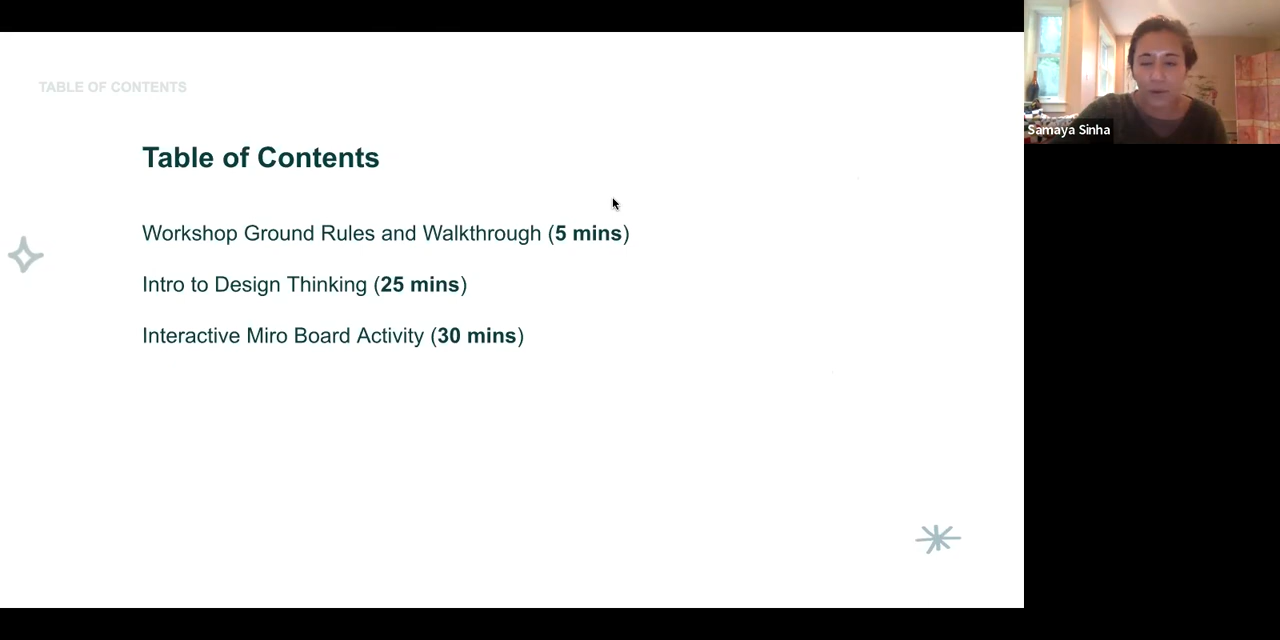 TABLE OF CONTENTS
Table of Contents
Workshop Ground Rules and Walkthrough (5 mins)
Intro to Design Thinking (25 mins)
Interactive Miro Board Activity (30 mins)
Samaya Sinha